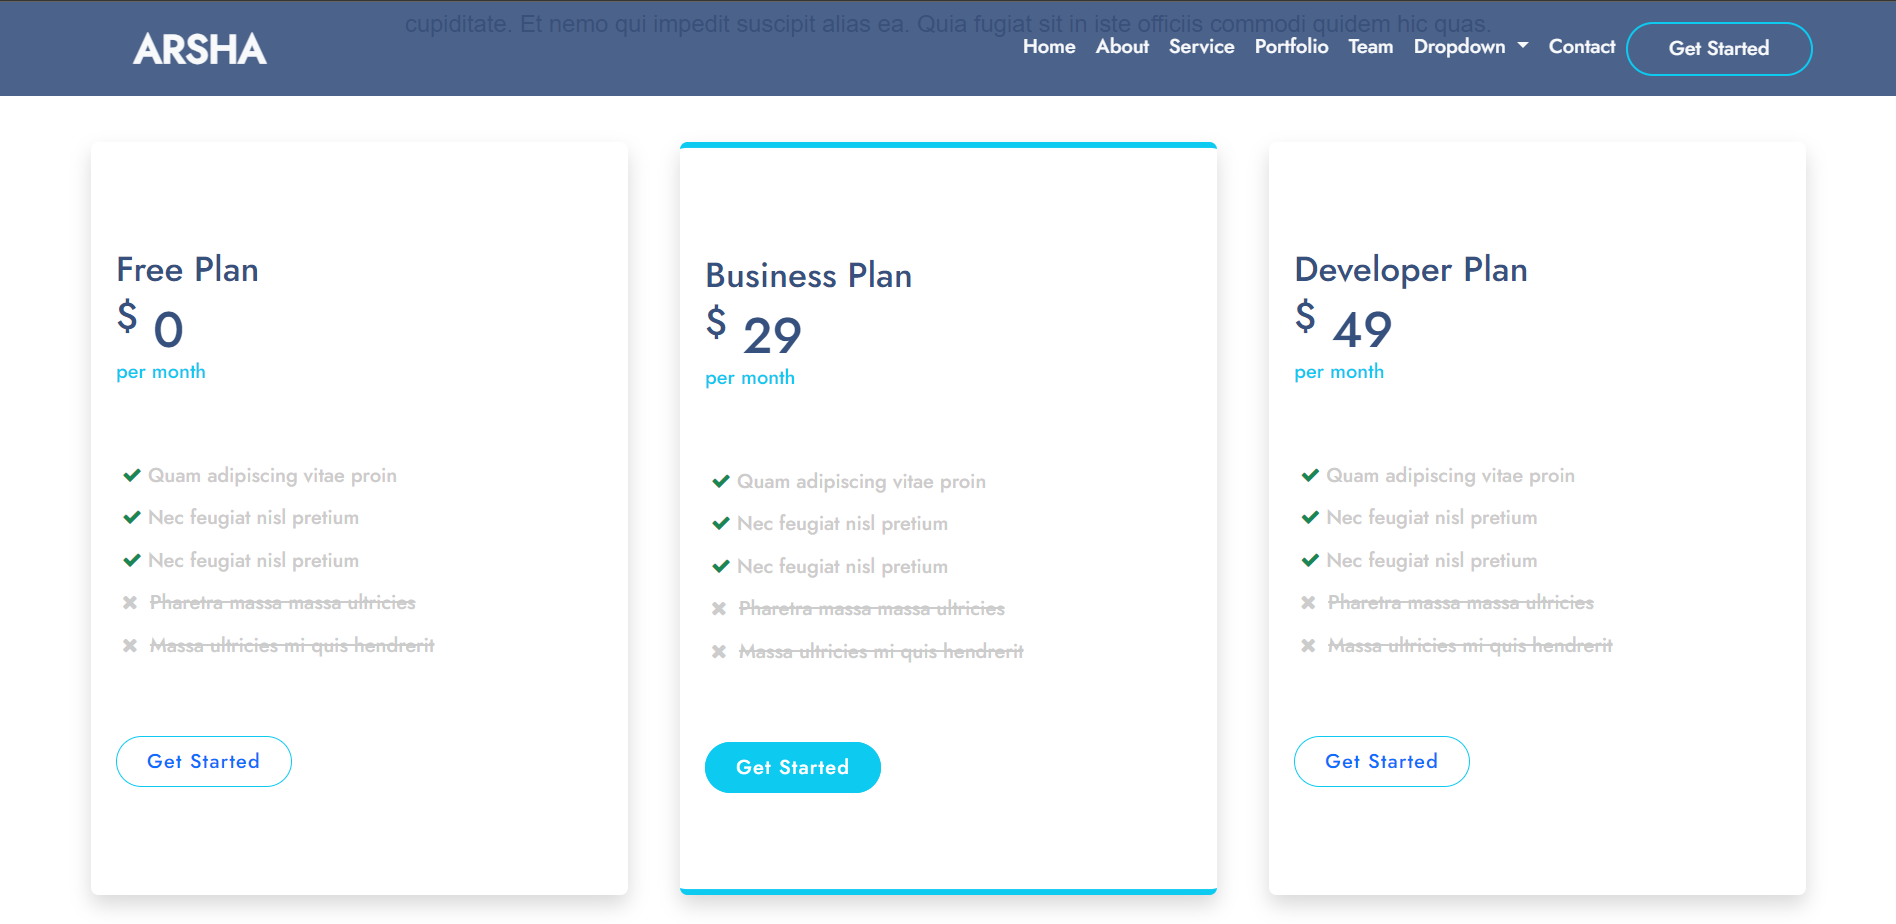 cupiditate. Et nemo qui impedit suscipit alias ea. Quia fugiat sit in iste officiis commodi quidem hic quas.
ARSHA
Home About Service Portfolio Team Dropdown Contact Get Started
Free Plan
$ 0
per month
Quam adipiscing vitae proin
Nec feugiat nisl pretium
Nec feugiat nisl pretium
Pharetra massa massa ultricies
Massa ultricies mi quis hendrerit
Get Started
Business Plan
$ 29
per month
Quam adipiscing vitae proin
Nec feugiat nisl pretium
Nec feugiat nisl pretium
Pharetra massa massa ultricies
Massa ultricies mi quis hendrerit
Get Started
Developer Plan
$ 49
per month
Quam adipiscing vitae proin
Nec feugiat nisl pretium
Nec feugiat nisl pretium
Pharetra massa massa ultricies
Massa ultricies mi quis hendrerit
Get Started